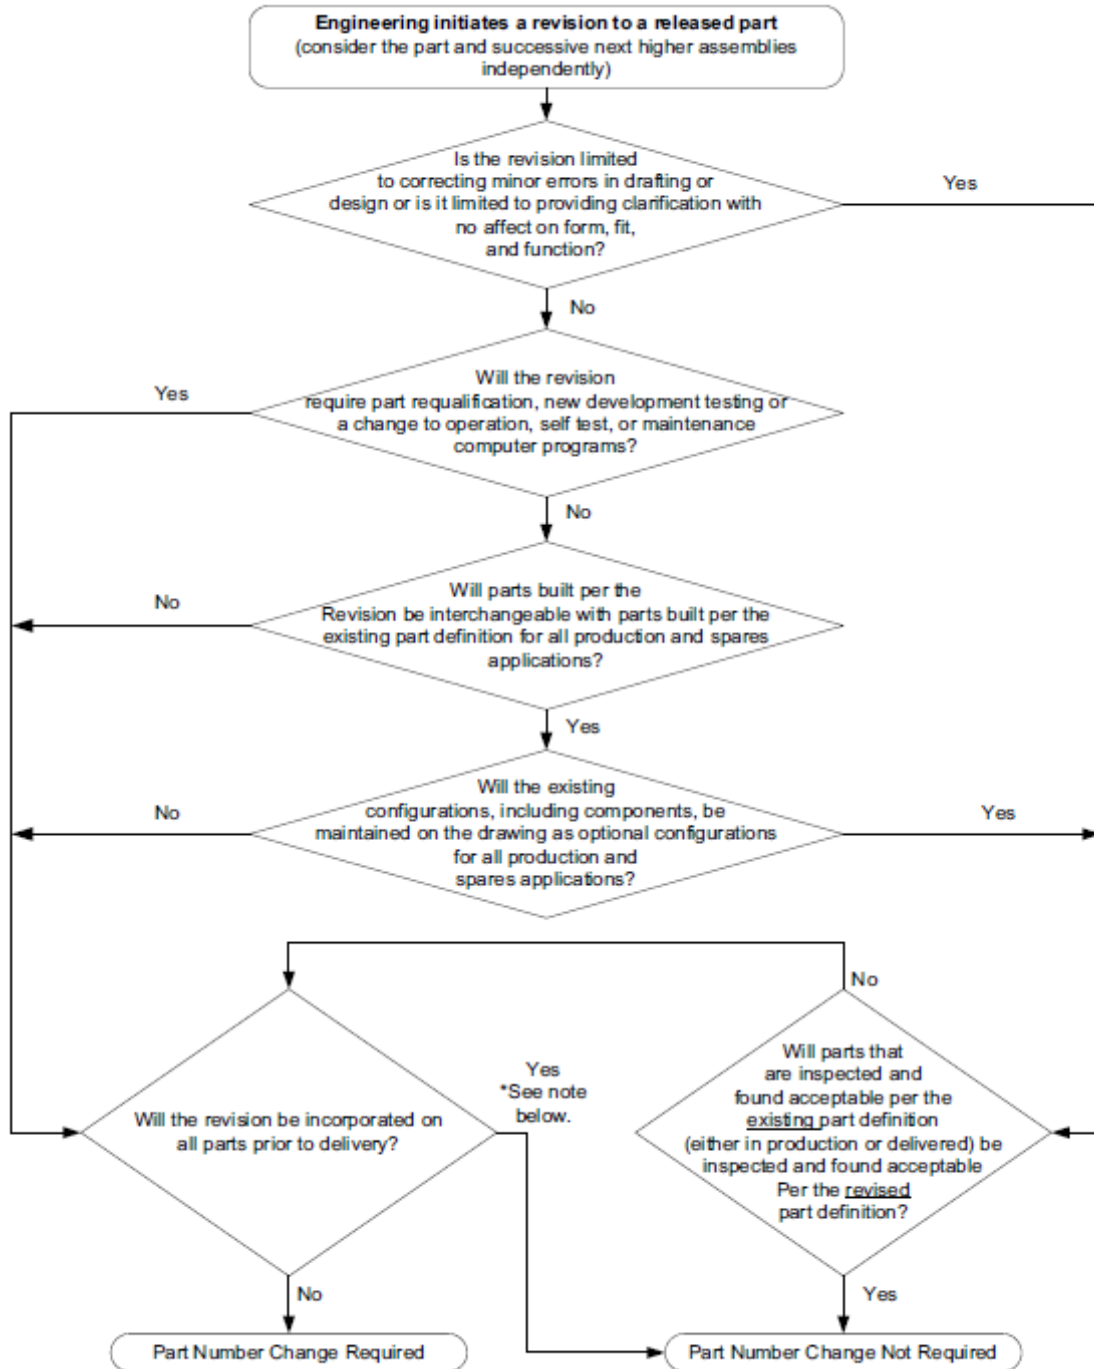 Engineering initiates a revision to a released part
(consider the part and successive next higher assemblies
independently)
Is the revision limited
to correcting minor errors in drafting or
design or is it limited to providing clarification with
no affect on form, fit,
and function?
Yes
No
Will the revision
require part requalification, new development testing or
a change to operation, self test, or maintenance
computer programs?
Yes
No
Will parts built per the
Revision be interchangeable with parts built per the
existing part definition for all production and spares
applications?
No
Yes
Will the existing
configurations, including components, be
maintained on the drawing as optional configurations
for all production and
spares applications?
No
Yes
No
Will the revision be incorporated on
all parts prior to delivery?
Yes
*See note
below.
Will parts that
are inspected and
found acceptable per the
existing part definition
(either in production or delivered) be
inspected and found acceptable
Per the revised
part definition?
No
Yes
Part Number Change Required
Part Number Change Not Required